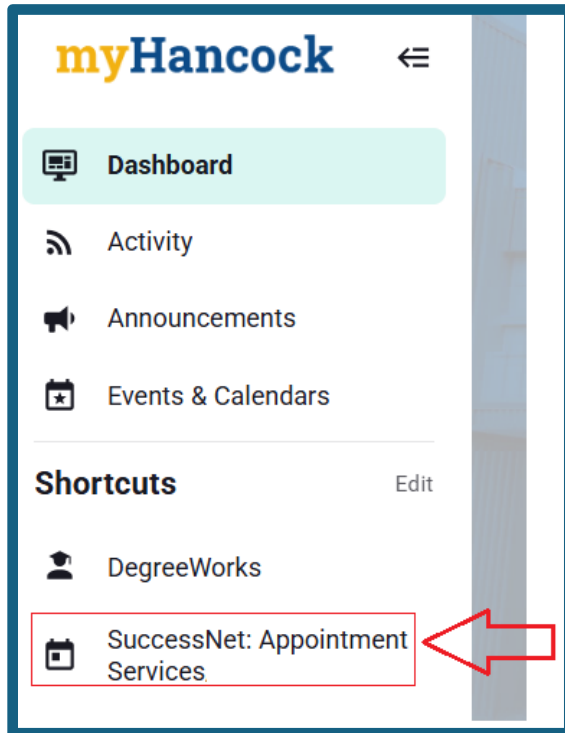 myHancock
Dashboard
Activity
Announcements
Events & Calendars
Shortcuts Edit
DegreeWorks
SuccessNet: Appointment
Services